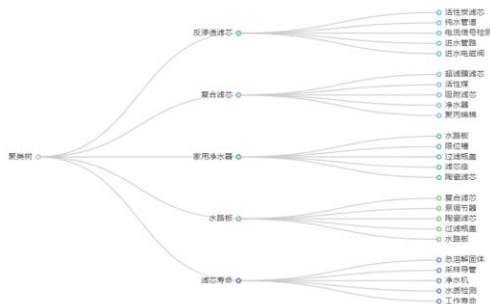 聚类树
反渗透滤芯
活性炭滤芯
纯水管道
电流信号检测
进水管路
进水电磁阀
复合滤芯
超滤膜滤芯
活性煤
吸附滤芯
净水器
聚丙烯棉
家用净水器
水路板
限位槽
过滤瓶盖
滤芯座
陶瓷滤芯
水路板
复合滤芯
泵调节器
陶瓷滤芯
过滤瓶盖
水路板
滤芯寿命
总溶解固体
采样导管
净水机
水质检测
工作寿命